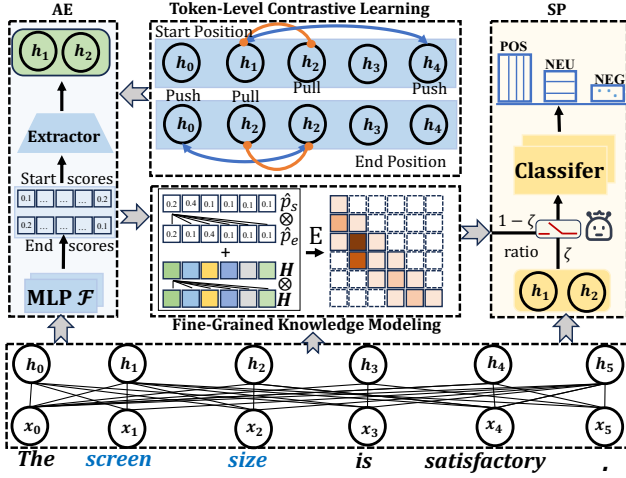 AE
Token-Level Contrastive Learning
SP
h1 h2
Start Position
h0 h1 h2 h3 h4
Push Pull Pull Push
h0 h2 h2 h3 h4
End Position
POS NEU NEG
Extractor
Classifer
Start scores
0.1 ... ... ... 0.2
0.2 ... ... ... 0.1
End scores
MLP F
0.2 0.4 0.1 0.1 0.1 0.1 p̂s
⊗
0.2 0.1 0.4 0.1 0.1 0.1 p̂e
+
H
⊗
H
E
1 − ζ
ratio ζ
h1 h2
Fine-Grained Knowledge Modeling
h0 h1 h2 h3 h4 h5
x0 x1 x2 x3 x4 x5
The screen size is satisfactory .